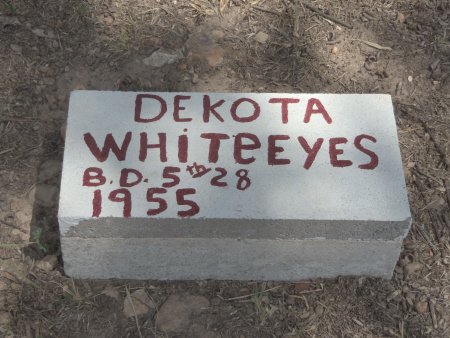 DEKOTA
WHITEEYES
B.D. 5th 28
1955